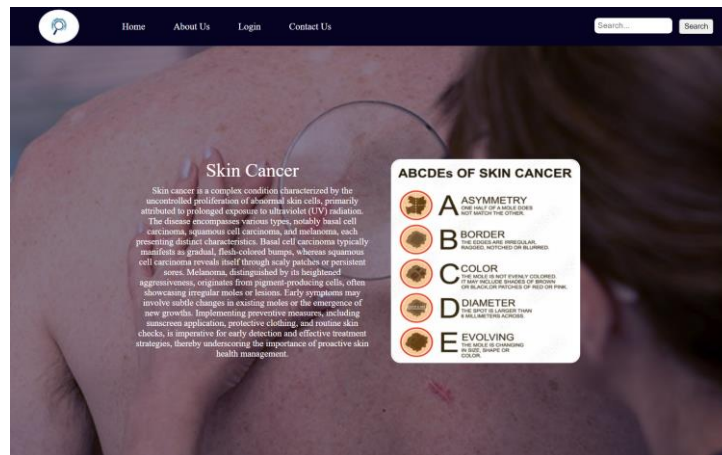 Home About Us Login Contact Us Search... Search
Skin Cancer
Skin cancer is a complex condition characterized by the
uncontrolled proliferation of abnormal skin cells, primarily
attributed to prolonged exposure to ultraviolet (UV) radiation.
The disease encompasses various types, notably basal cell
carcinoma, squamous cell carcinoma, and melanoma, each
presenting distinct characteristics. Basal cell carcinoma typically
manifests as gradual, flesh-colored bumps, whereas squamous
cell carcinoma reveals itself through scaly patches or persistent
sores. Melanoma, distinguished by its heightened
aggressiveness, originates from pigment-producing cells, often
showcasing irregular moles or lesions. Early symptoms may
involve subtle changes in existing moles or the emergence of
new growths. Implementing preventive measures, including
sunscreen application, protective clothing, and routine skin
checks, is imperative for early detection and effective treatment
strategies, thereby underscoring the importance of proactive skin
health management.
ABCDEs OF SKIN CANCER
A ASYMMETRY
ONE HALF OF A MOLE DOES
NOT MATCH THE OTHER.
B BORDER
THE EDGES ARE IRREGULAR,
RAGGED, NOTCHED OR BLURRED.
C COLOR
THE MOLE IS NOT EVENLY COLORED.
IT MAY INCLUDE SHADES OF BROWN
OR BLACK, OR PATCHES OF RED OR PINK.
D DIAMETER
THE SPOT IS LARGER THAN
6 MILLIMETERS ACROSS.
E EVOLVING
THE MOLE IS CHANGING
IN SIZE, SHAPE OR
COLOR.